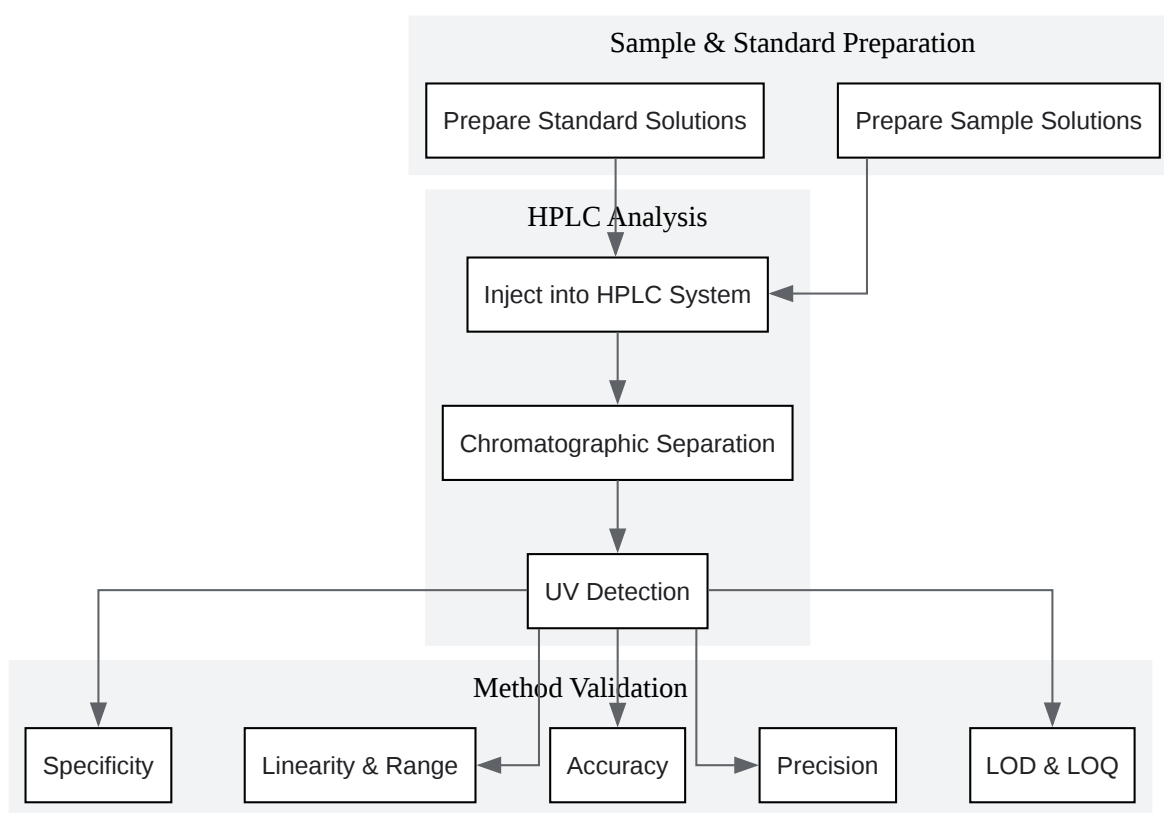 Sample & Standard Preparation
Prepare Standard Solutions
Prepare Sample Solutions
HPLC Analysis
Inject into HPLC System
Chromatographic Separation
UV Detection
Method Validation
Specificity
Linearity & Range
Accuracy
Precision
LOD & LOQ